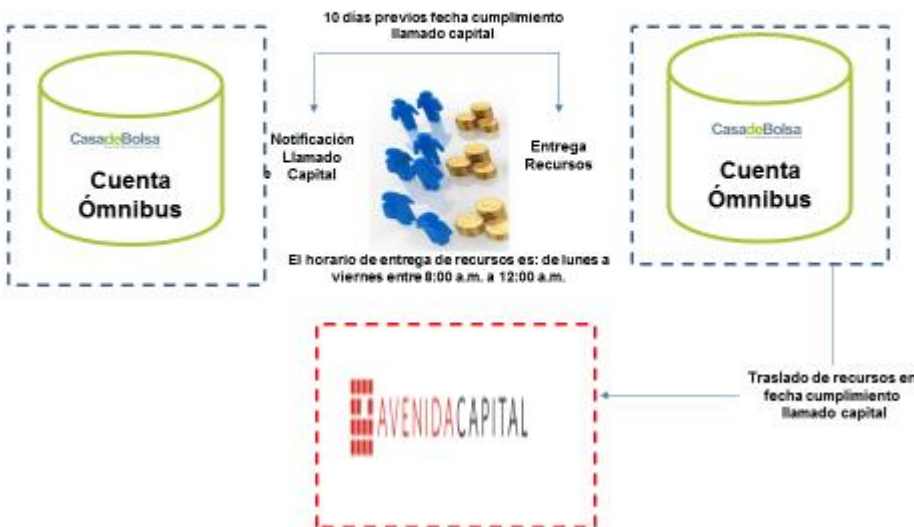 10 días previos fecha cumplimiento
llamado capital
CasadeBolsa
Cuenta
Ómnibus
Notificación
Llamado
Capital
Entrega
Recursos
CasadeBolsa
Cuenta
Ómnibus
El horario de entrega de recursos es: de lunes a
viernes entre 8:00 a.m. a 12:00 a.m.
AVENIDACAPITAL
Traslado de recursos en
fecha cumplimiento
llamado capital